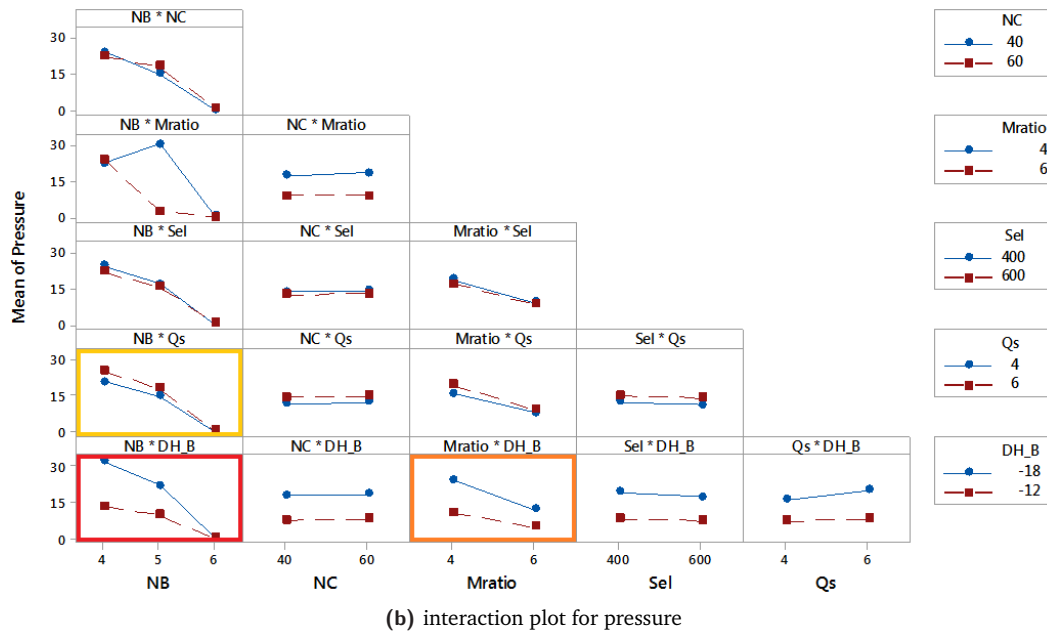 NB * NC
NC
40
60
30
15
0
NB * Mratio
NC * Mratio
Mratio
4
6
30
15
0
Mean of Pressure
NB * Sel
NC * Sel
Mratio * Sel
Sel
400
600
30
15
0
NB * Qs
NC * Qs
Mratio * Qs
Sel * Qs
Qs
4
6
30
15
0
NB * DH_B
NC * DH_B
Mratio * DH_B
Sel * DH_B
Qs * DH_B
DH_B
-18
-12
30
15
0
4 5 6 40 60 4 6 400 600 4 6
NB NC Mratio Sel Qs
(b) interaction plot for pressure